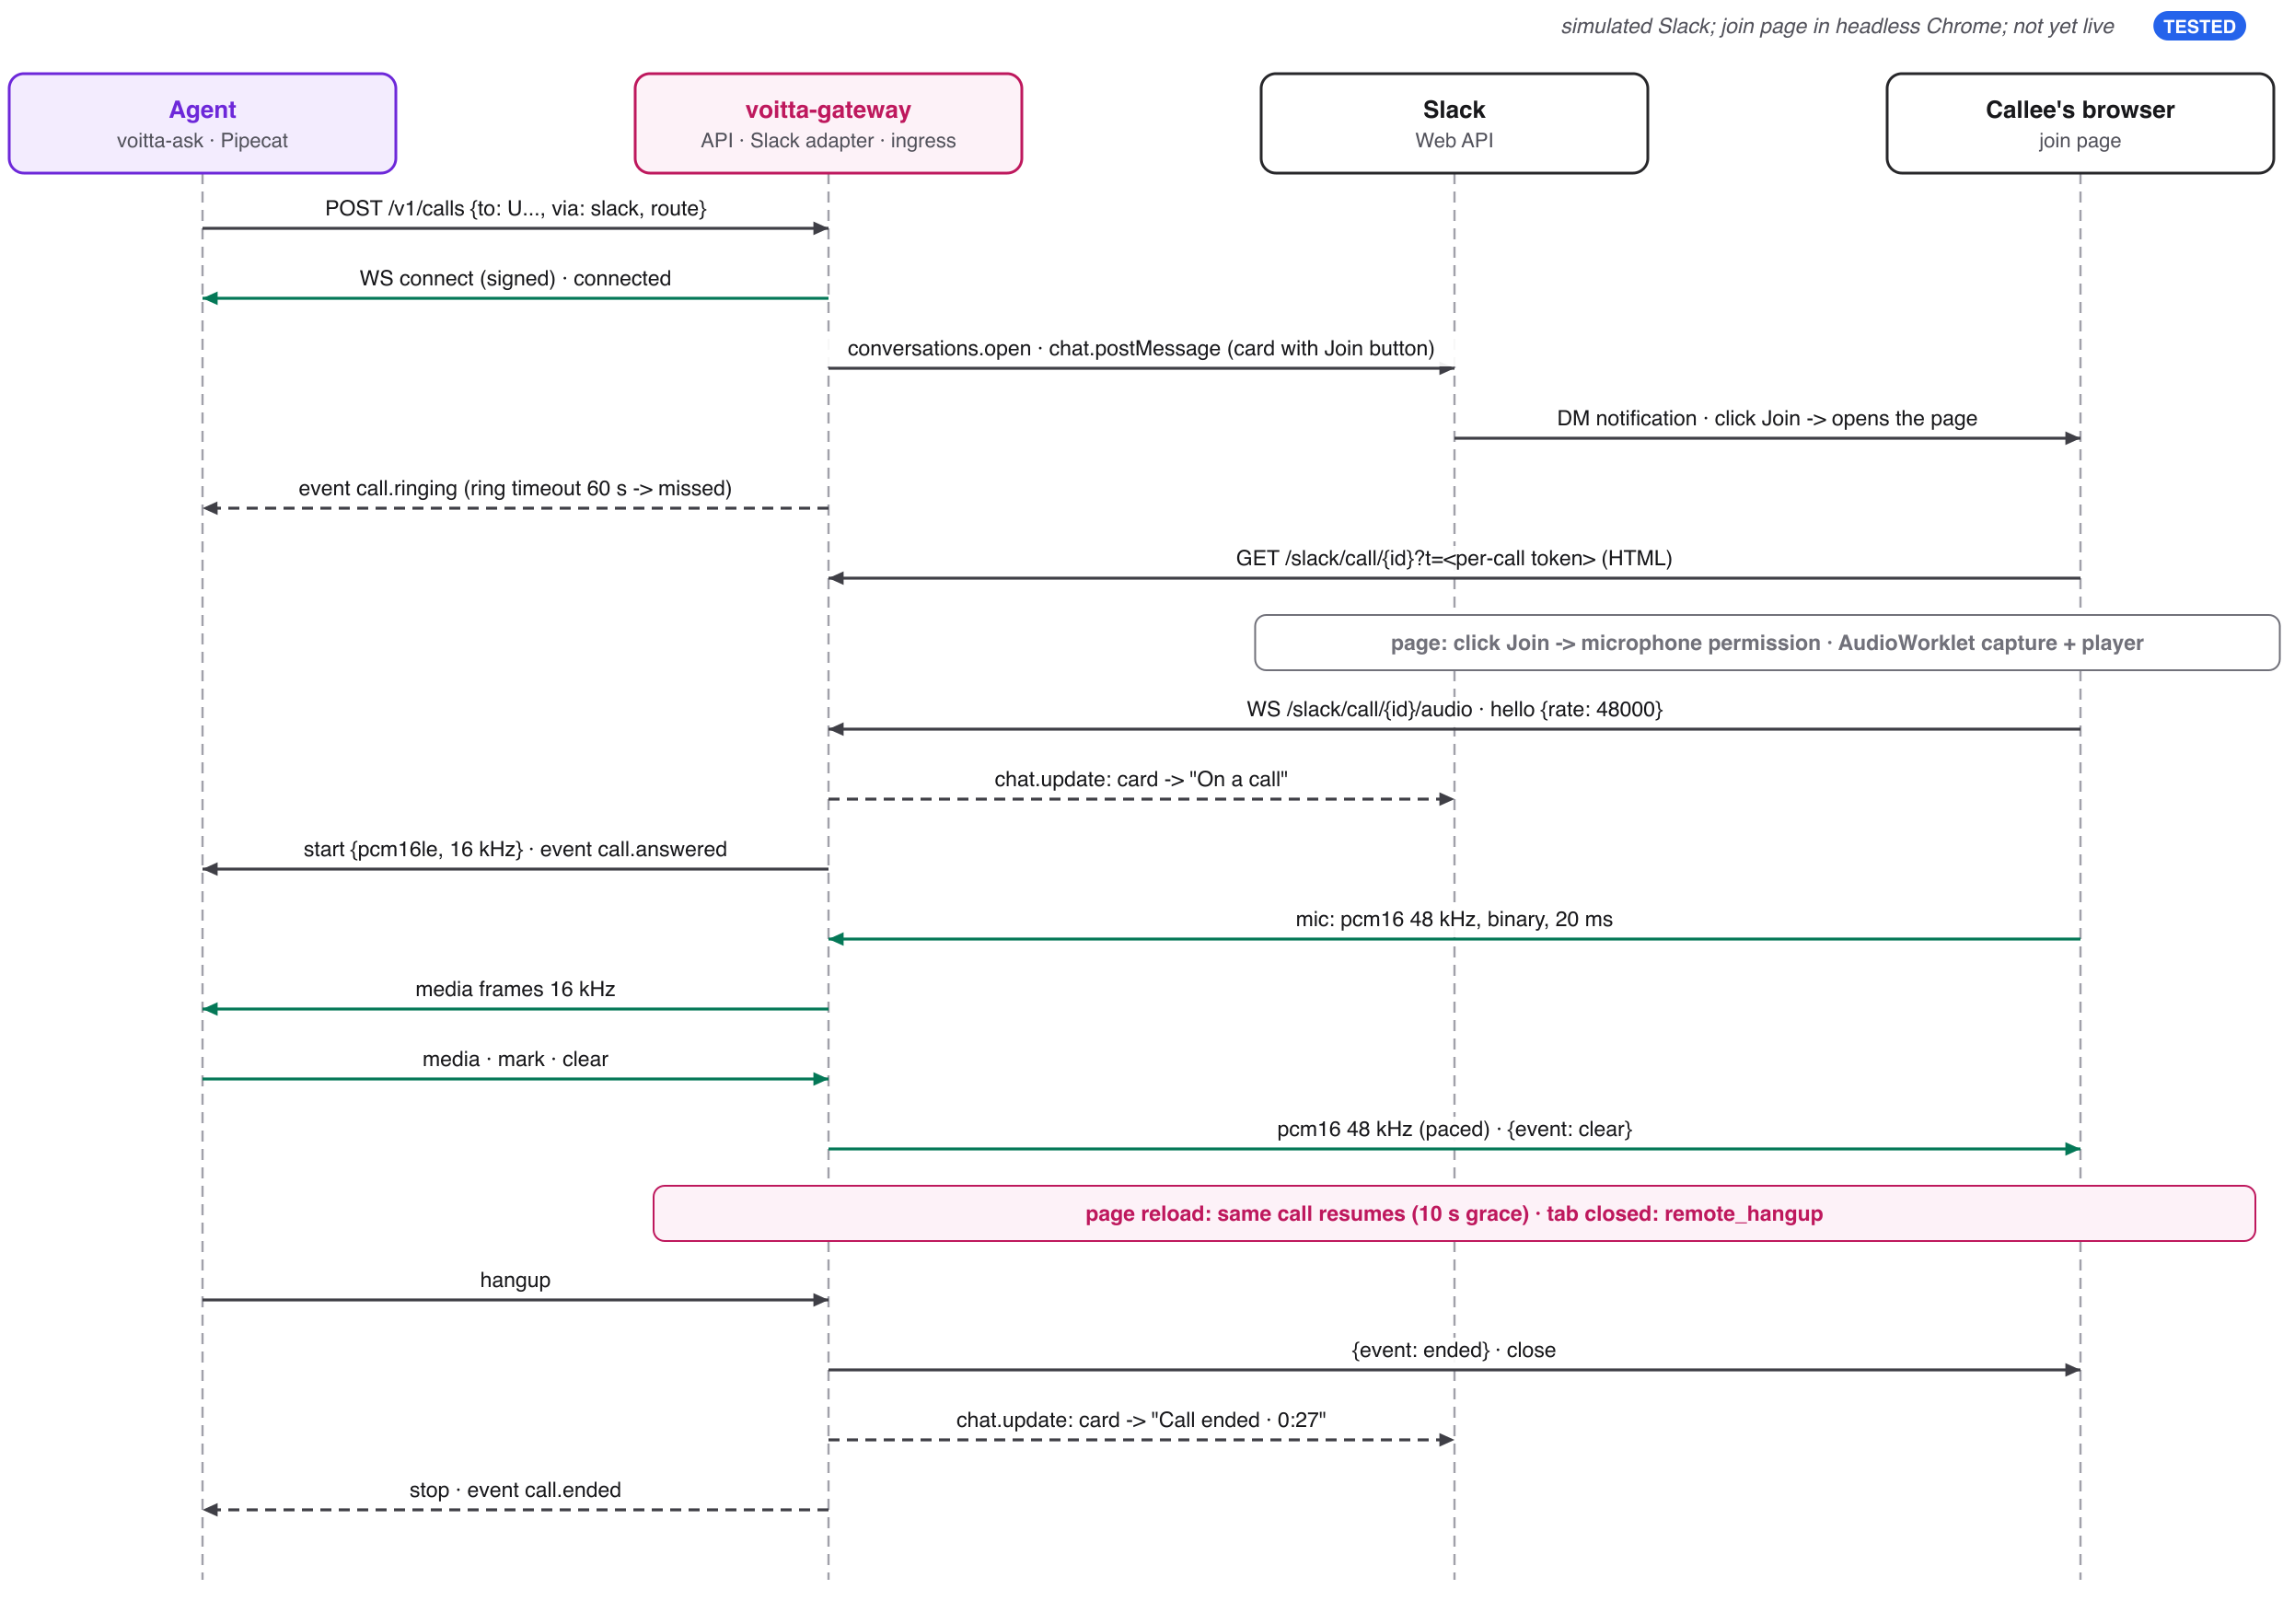 simulated Slack; join page in headless Chrome; not yet live TESTED
Agent
voitta-ask · Pipecat
voitta-gateway
API · Slack adapter · ingress
Slack
Web API
Callee's browser
join page
POST /v1/calls {to: U..., via: slack, route}
WS connect (signed) · connected
conversations.open · chat.postMessage (card with Join button)
DM notification · click Join -> opens the page
event call.ringing (ring timeout 60 s -> missed)
GET /slack/call/{id}?t=<per-call token> (HTML)
page: click Join -> microphone permission · AudioWorklet capture + player
WS /slack/call/{id}/audio · hello {rate: 48000}
chat.update: card -> "On a call"
start {pcm16le, 16 kHz} · event call.answered
mic: pcm16 48 kHz, binary, 20 ms
media frames 16 kHz
media · mark · clear
pcm16 48 kHz (paced) · {event: clear}
page reload: same call resumes (10 s grace) · tab closed: remote_hangup
hangup
{event: ended} · close
chat.update: card -> "Call ended · 0:27"
stop · event call.ended